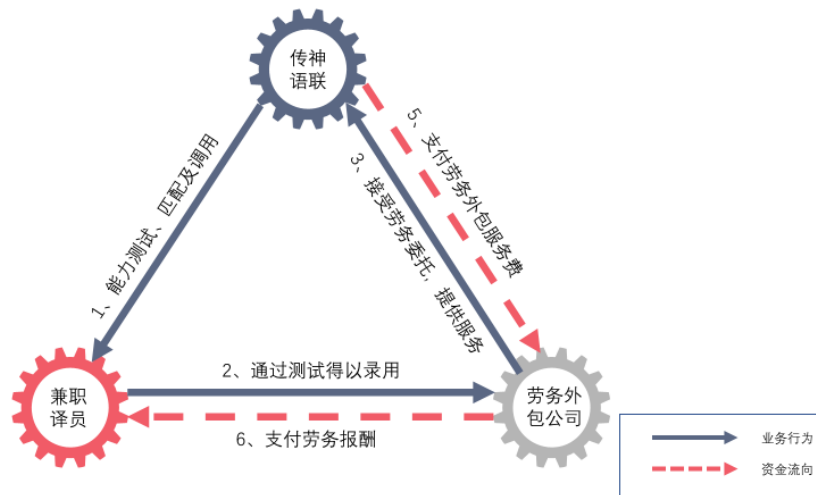 传神
语联
1、能力测试、匹配及调用
3、接受劳务委托，提供服务
5、支付劳务外包服务费
兼职
译员
2、通过测试得以录用
6、支付劳务报酬
劳务外
包公司
业务行为
资金流向